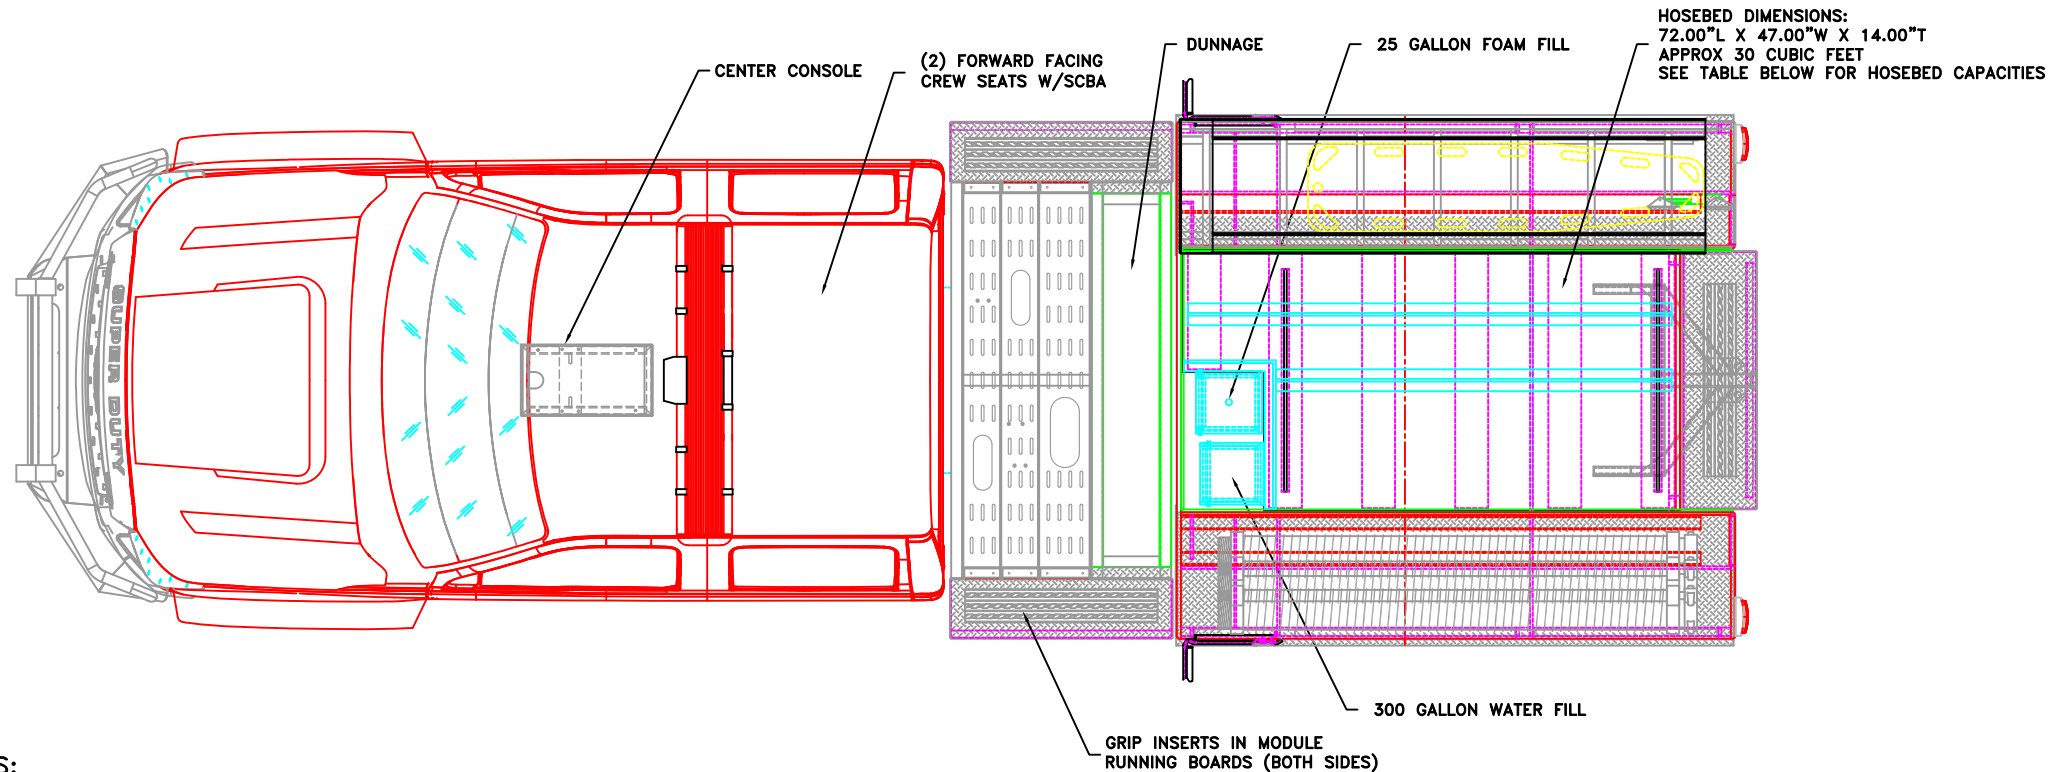 HOSEBED DIMENSIONS:
72.00"L X 47.00"W X 14.00"T
APPROX 30 CUBIC FEET
SEE TABLE BELOW FOR HOSEBED CAPACITIES
DUNNAGE
25 GALLON FOAM FILL
(2) FORWARD FACING
CREW SEATS W/SCBA
CENTER CONSOLE
SUPER DUTY
300 GALLON WATER FILL
GRIP INSERTS IN MODULE
RUNNING BOARDS (BOTH SIDES)
S: